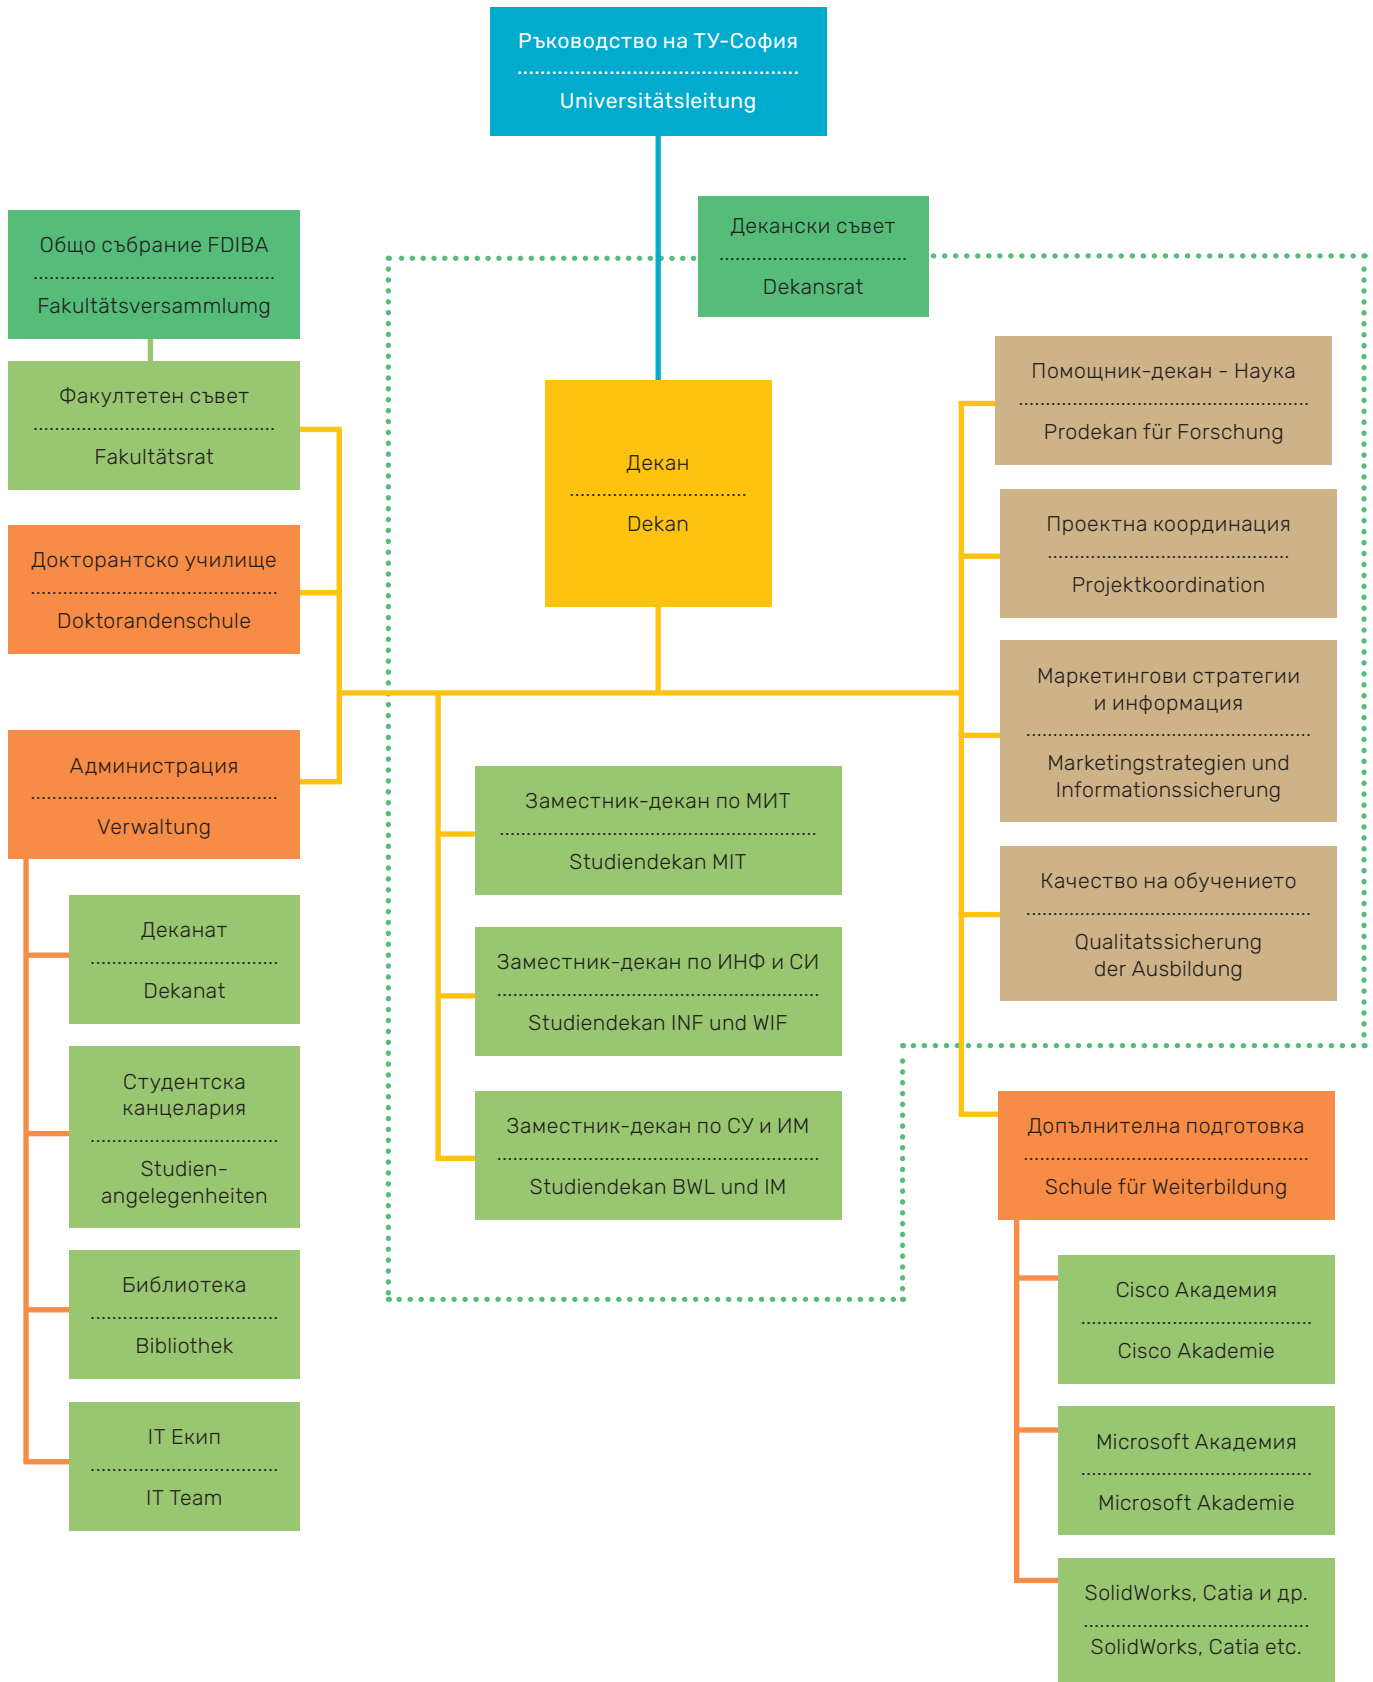 Ръководство на ТУ-София
Universitätsleitung
Декански съвет
Dekansrat
Общо събрание FDIBA
Fakultätsversammlumg
Факултетен съвет
Fakultätsrat
Докторантско училище
Doktorandenschule
Администрация
Verwaltung
Деканат
Dekanat
Студентска
канцелария
Studien-
angelegenheiten
Библиотека
Bibliothek
IT Екип
IT Team
Декан
Dekan
Заместник-декан по МИТ
Studiendekan MIT
Заместник-декан по ИНФ и СИ
Studiendekan INF und WIF
Заместник-декан по СУ и ИМ
Studiendekan BWL und IM
Помощник-декан - Наука
Prodekan für Forschung
Проектна координация
Projektkoordination
Маркетингови стратегии
и информация
Marketingstrategien und
Informationssicherung
Качество на обучението
Qualitatssicherung
der Ausbildung
Допълнителна подготовка
Schule für Weiterbildung
Cisco Академия
Cisco Akademie
Microsoft Академия
Microsoft Akademie
SolidWorks, Catia и др.
SolidWorks, Catia etc.